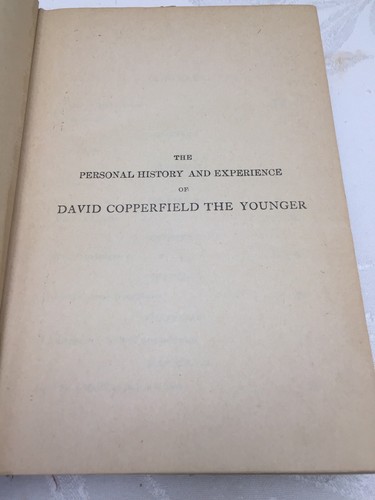 THE
PERSONAL HISTORY AND EXPERIENCE
OF
DAVID COPPERFIELD THE YOUNGER